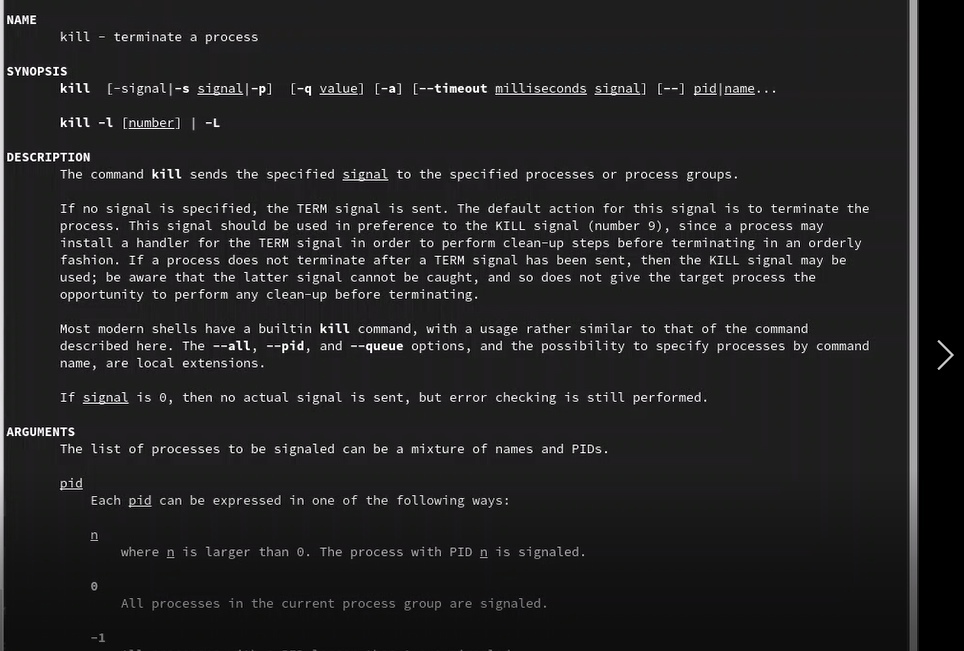 NAME
kill - terminate a process
SYNOPSIS
kill [-signal|-s signal|-p] [-q value] [-a] [--timeout milliseconds signal] [--] pid|name...
kill -l [number] | -L
DESCRIPTION
The command kill sends the specified signal to the specified processes or process groups.
If no signal is specified, the TERM signal is sent. The default action for this signal is to terminate the
process. This signal should be used in preference to the KILL signal (number 9), since a process may
install a handler for the TERM signal in order to perform clean-up steps before terminating in an orderly
fashion. If a process does not terminate after a TERM signal has been sent, then the KILL signal may be
used; be aware that the latter signal cannot be caught, and so does not give the target process the
opportunity to perform any clean-up before terminating.
Most modern shells have a builtin kill command, with a usage rather similar to that of the command
described here. The --all, --pid, and --queue options, and the possibility to specify processes by command
name, are local extensions.
If signal is 0, then no actual signal is sent, but error checking is still performed.
ARGUMENTS
The list of processes to be signaled can be a mixture of names and PIDs.
pid
Each pid can be expressed in one of the following ways:
n
where n is larger than 0. The process with PID n is signaled.
0
All processes in the current process group are signaled.
-1